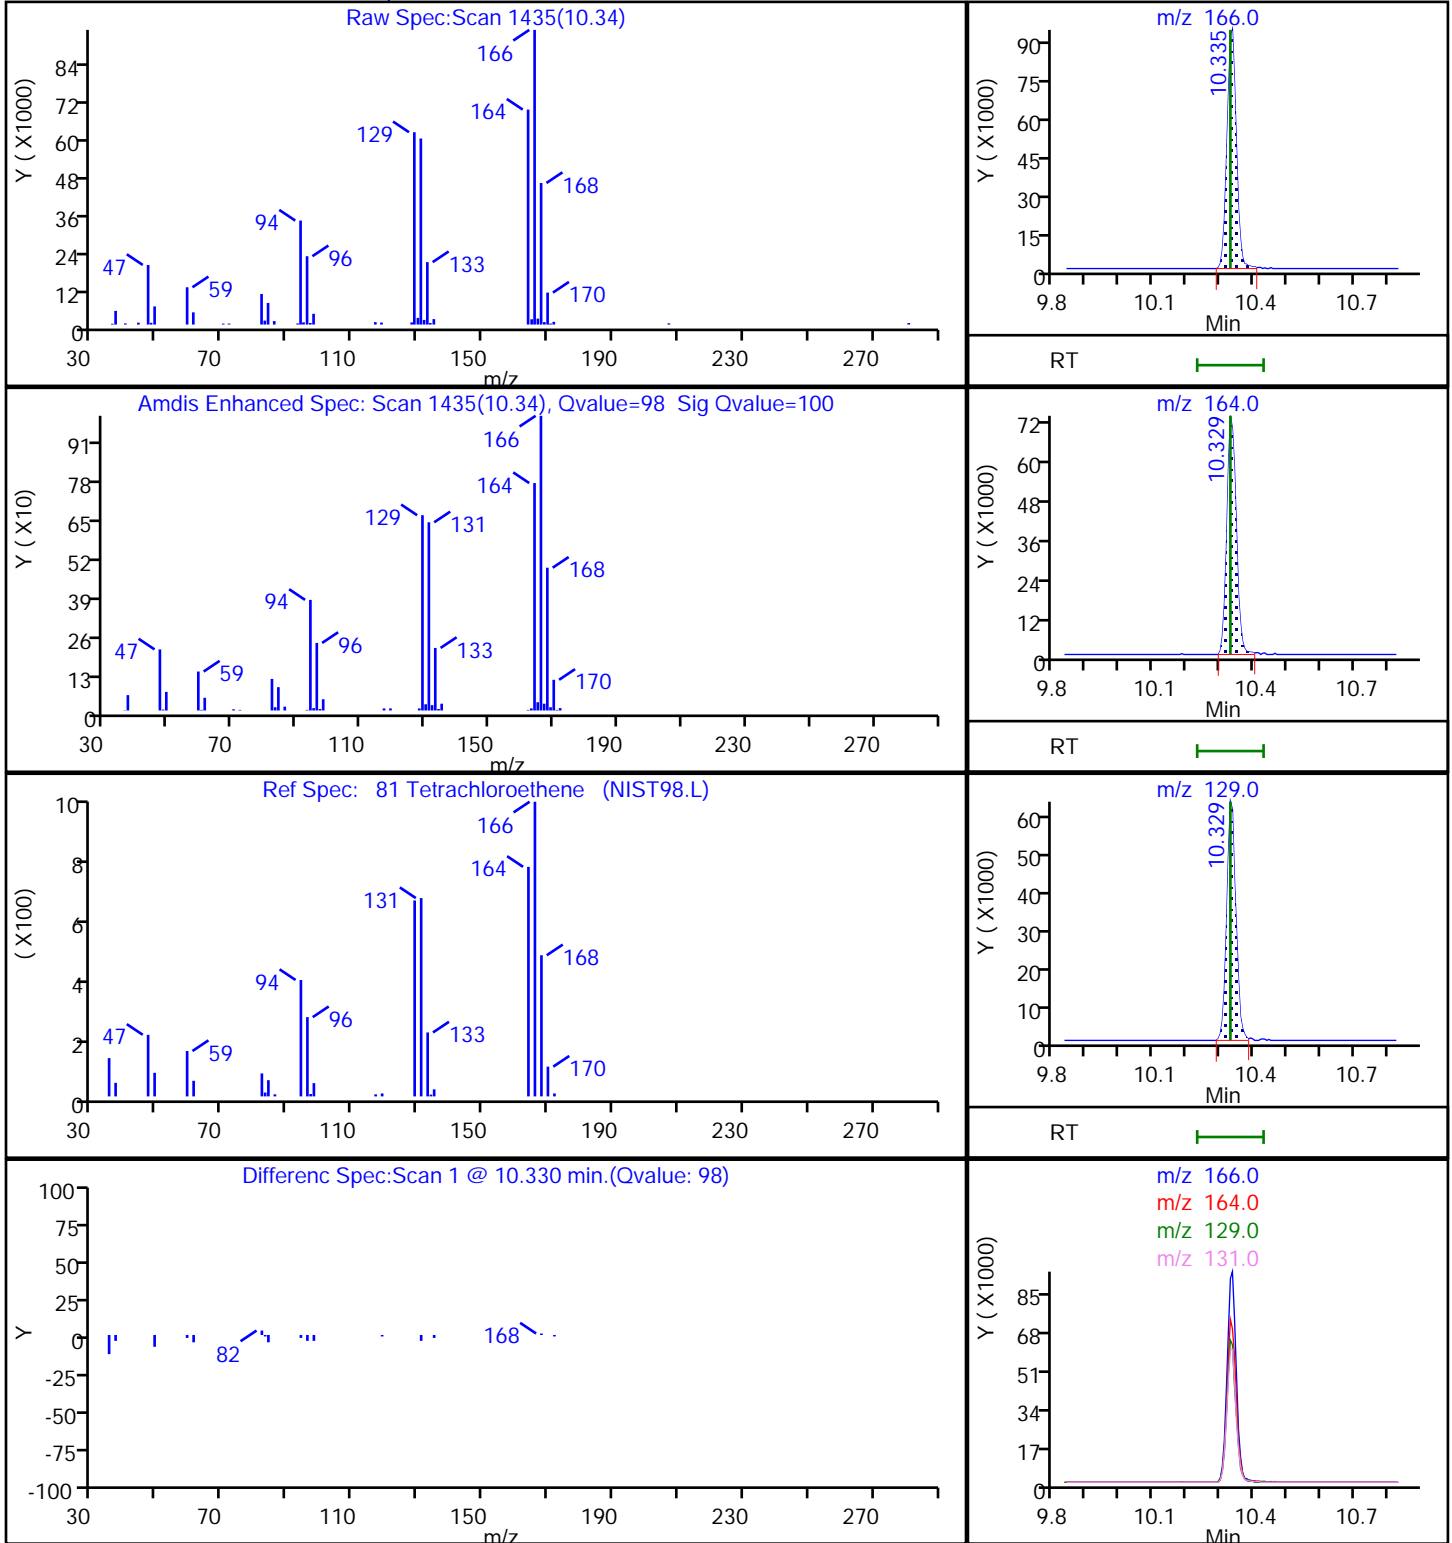 Raw Spec:Scan 1435(10.34)
Y ( X1000)
84
72
60
48
36
24
12
0
166
164
129
168
94
96
133
47
59
170
30 70 110 150 190 230 270
m/z
m/z 166.0
Y ( X1000)
90
75
60
45
30
15
0
10.335
9.8 10.1 10.4 10.7
Min
RT
Amdis Enhanced Spec: Scan 1435(10.34), Qvalue=98 Sig Qvalue=100
Y ( X10)
91
78
65
52
39
26
13
0
166
164
129
131
168
94
96
133
47
59
170
30 70 110 150 190 230 270
m/z
m/z 164.0
Y ( X1000)
72
60
48
36
24
12
0
10.329
9.8 10.1 10.4 10.7
Min
RT
Ref Spec: 81 Tetrachloroethene (NIST98.L)
( X100)
10
8
6
4
2
0
166
164
131
168
94
96
133
47
59
170
30 70 110 150 190 230 270
m/z 129.0
Y ( X1000)
60
50
40
30
20
10
0
10.329
9.8 10.1 10.4 10.7
Min
RT
Differenc Spec:Scan 1 @ 10.330 min.(Qvalue: 98)
Y
100
75
50
25
0
-25
-50
-75
-100
82
168
30 70 110 150 190 230 270
m/z
m/z 166.0
m/z 164.0
m/z 129.0
m/z 131.0
Y ( X1000)
85
68
51
34
17
0
9.8 10.1 10.4 10.7
Min